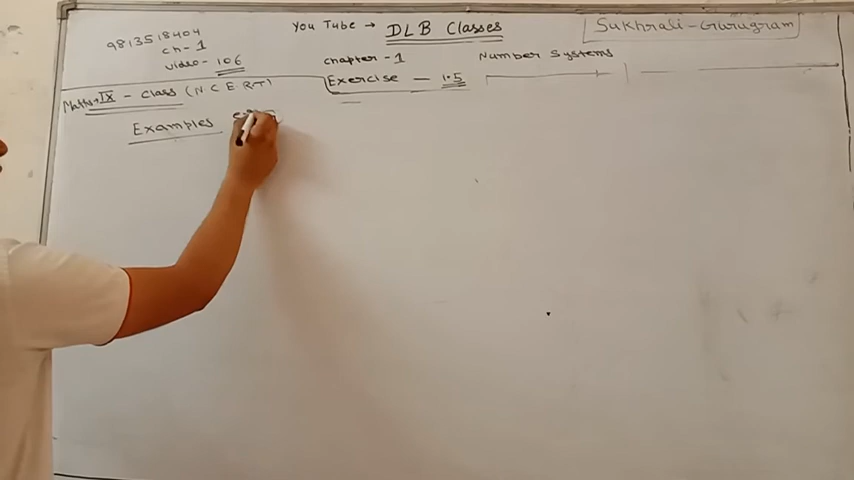 9813518404
ch-1
video- 106
You Tube → DLB Classes
Sukhrali-Gurugram
chapter -1
Number Systems
Exercise — 1.5
Maths-IX - Class (N C E R T)
Examples